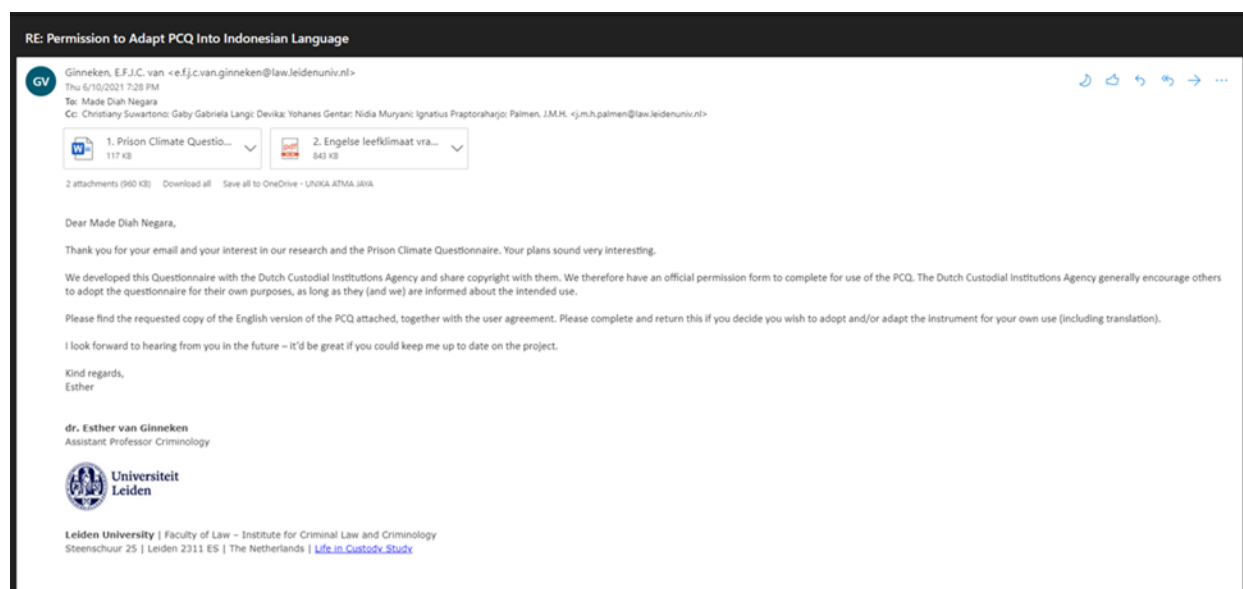 RE: Permission to Adapt PCQ Into Indonesian Language
GV
Ginneken, E.F.J.C. van <e.f.j.c.van.ginneken@law.leidenuniv.nl>
Thu 6/10/2021 7:28 PM
To: Made Diah Negara
Cc: Christiany Suwartono; Gaby Gabriela Langi; Devika; Yohanes Gentar; Nidia Muryani; Ignatius Praptoraharjo; Palmen, J.M.H. <j.m.h.palmen@law.leidenuniv.nl>
1. Prison Climate Questio...
117 KB
2. Engelse leefklimaat vra...
843 KB
2 attachments (960 KB) Download all Save all to OneDrive - UNIKA ATMA JAYA
Dear Made Diah Negara,
Thank you for your email and your interest in our research and the Prison Climate Questionnaire. Your plans sound very interesting.
We developed this Questionnaire with the Dutch Custodial Institutions Agency and share copyright with them. We therefore have an official permission form to complete for use of the PCQ. The Dutch Custodial Institutions Agency generally encourage others
to adopt the questionnaire for their own purposes, as long as they (and we) are informed about the intended use.
Please find the requested copy of the English version of the PCQ attached, together with the user agreement. Please complete and return this if you decide you wish to adopt and/or adapt the instrument for your own use (including translation).
I look forward to hearing from you in the future – it'd be great if you could keep me up to date on the project.
Kind regards,
Esther
dr. Esther van Ginneken
Assistant Professor Criminology
Universiteit
Leiden
Leiden University | Faculty of Law – Institute for Criminal Law and Criminology
Steenschuur 25 | Leiden 2311 ES | The Netherlands | Life in Custody Study